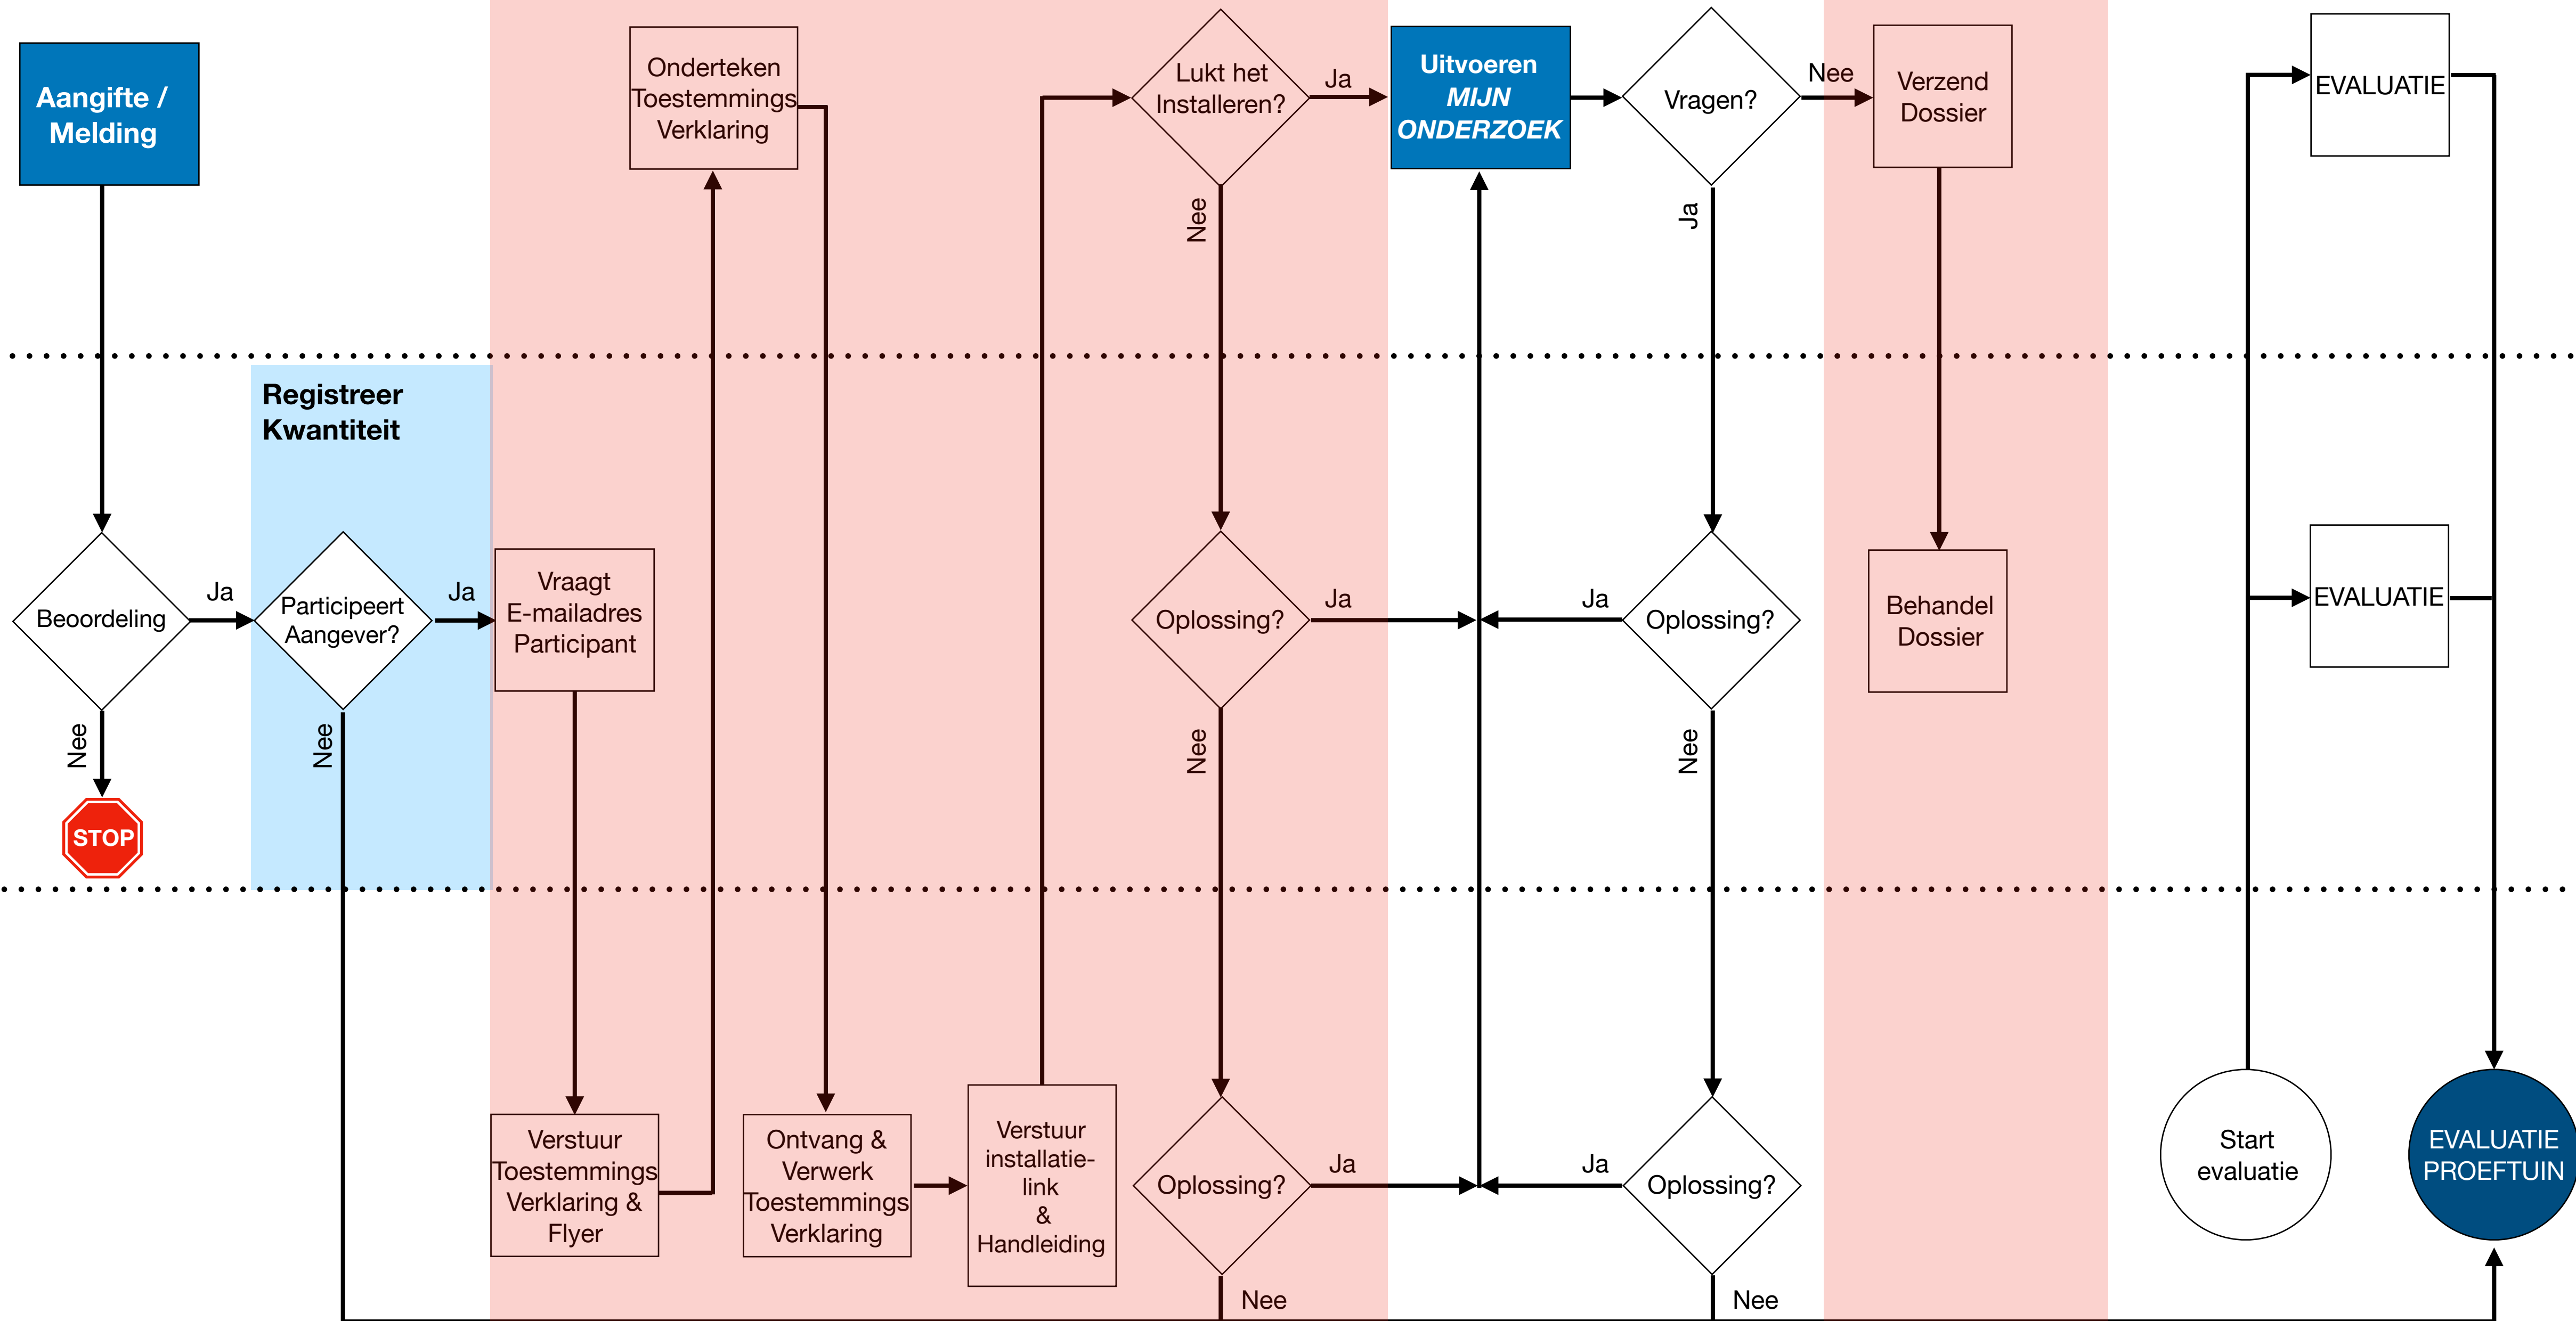 Aangifte /
Melding
Onderteken
Toestemmings
Verklaring
Lukt het
Installeren?
Ja
Nee
Uitvoeren
MIJN
ONDERZOEK
Vragen?
Nee
Ja
Verzend
Dossier
EVALUATIE
Registreer
Kwantiteit
Beoordeling
Ja
Nee
STOP
Participeert
Aangever?
Ja
Nee
Vraagt
E-mailadres
Participant
Oplossing?
Ja
Nee
Ja
Oplossing?
Nee
Behandel
Dossier
EVALUATIE
Verstuur
Toestemmings
Verklaring &
Flyer
Ontvang &
Verwerk
Toestemmings
Verklaring
Verstuur
installatie-
link
&
Handleiding
Oplossing?
Ja
Nee
Ja
Oplossing?
Nee
Start
evaluatie
EVALUATIE
PROEFTUIN